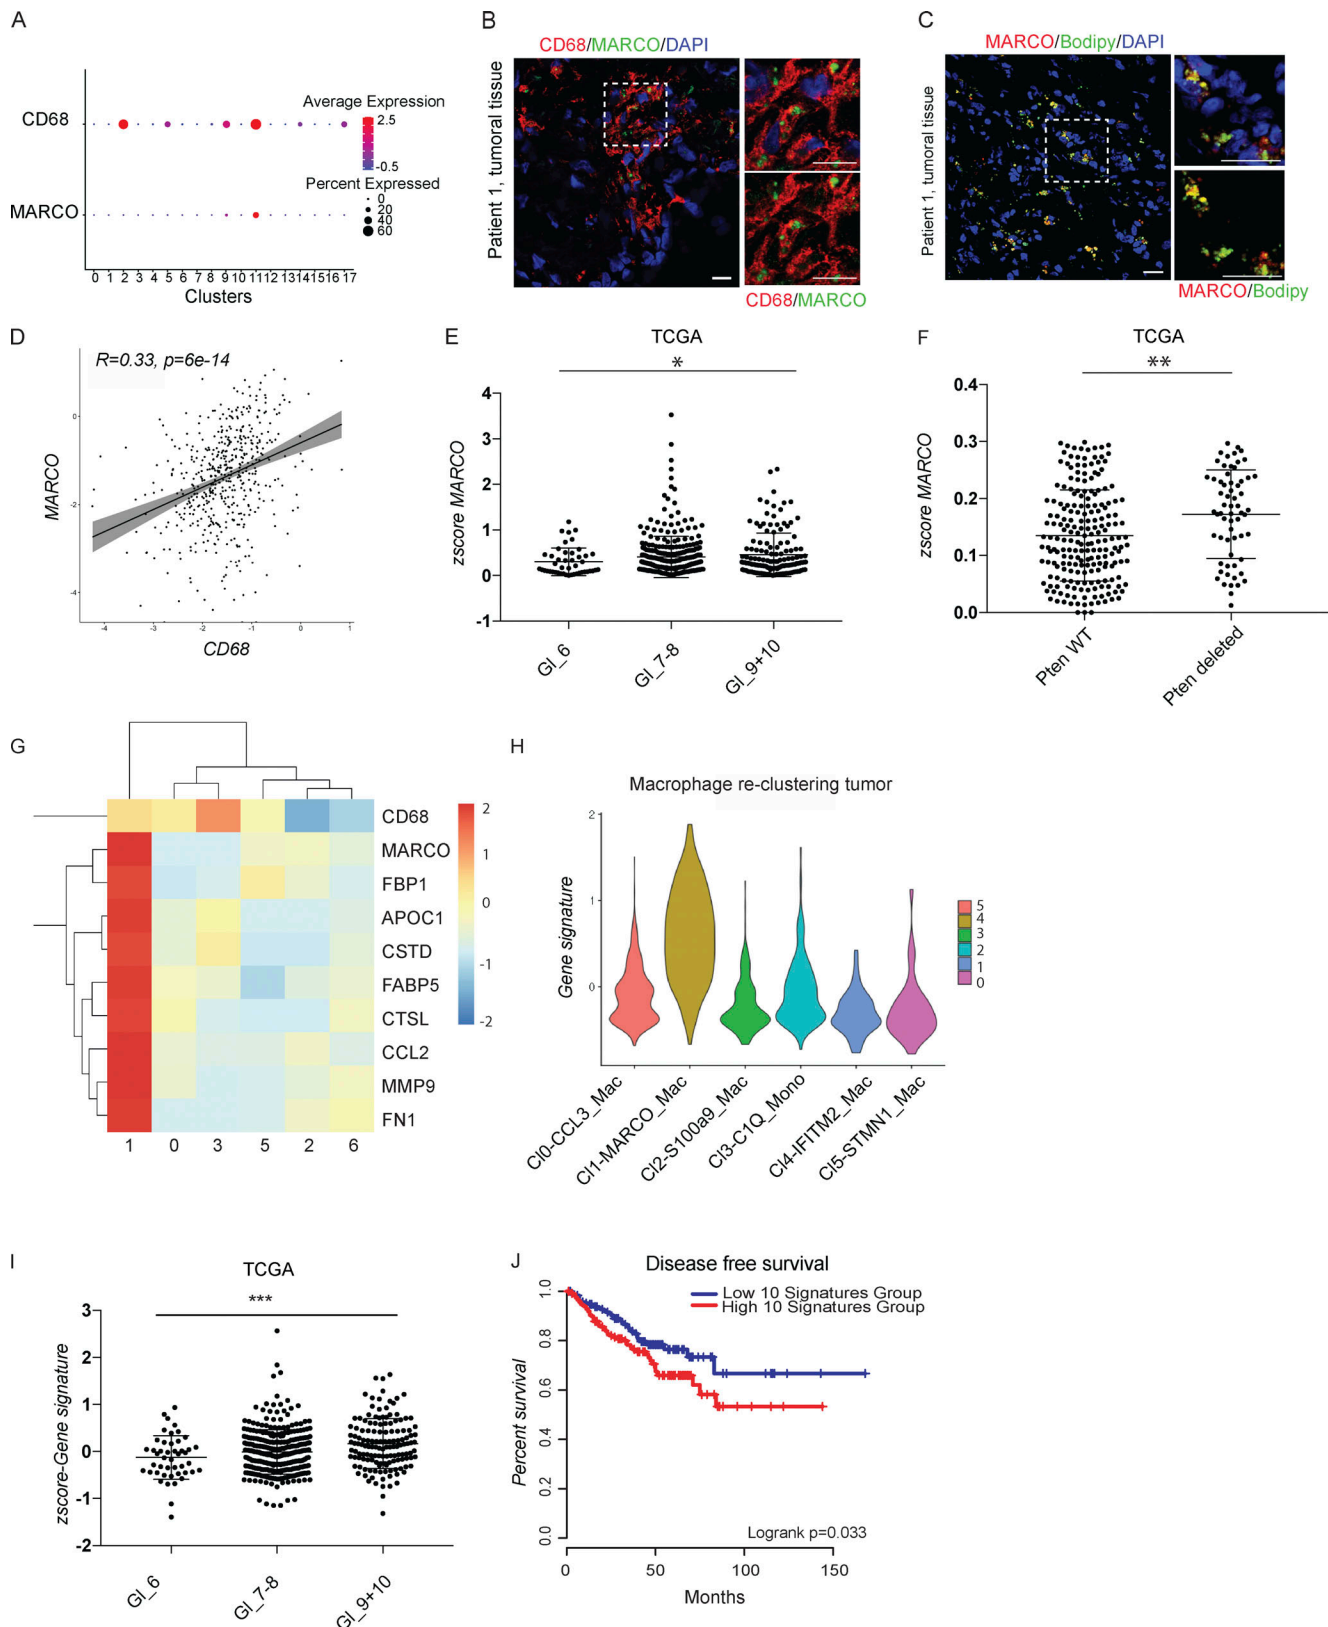 A
CD68
MARCO
Average Expression
2.5
-0.5
Percent Expressed
0
20
40
60
0 1 2 3 4 5 6 7 8 9 10 11 12 13 14 15 16 17
Clusters
B
CD68/MARCO/DAPI
Patient 1, tumoral tissue
CD68/MARCO
C
MARCO/Bodipy/DAPI
Patient 1, tumoral tissue
MARCO/Bodipy
D
R=0.33, p=6e-14
MARCO
0
-2
-4
-4 -3 -2 -1 0 1
CD68
E
TCGA
*
zscore MARCO
4
3
2
1
0
-1
Gl_6
Gl_7-8
Gl_9+10
F
TCGA
**
zscore MARCO
0.4
0.3
0.2
0.1
0.0
Pten WT
Pten deleted
G
CD68
MARCO
FBP1
APOC1
CSTD
FABP5
CTSL
CCL2
MMP9
FN1
1 0 3 5 2 6
2
1
0
-1
-2
H
Macrophage re-clustering tumor
Gene signature
2
1
0
Cl0-CCL3_Mac
Cl1-MARCO_Mac
Cl2-S100a9_Mac
Cl3-C1Q_Mono
Cl4-IFITM2_Mac
Cl5-STMN1_Mac
5
4
3
2
1
0
I
TCGA
***
zscore-Gene signature
3
2
1
0
-1
-2
Gl_6
Gl_7-8
Gl_9+10
J
Disease free survival
Low 10 Signatures Group
High 10 Signatures Group
Percent survival
1.0
0.8
0.6
0.4
0.2
0.0
Logrank p=0.033
0 50 100 150
Months